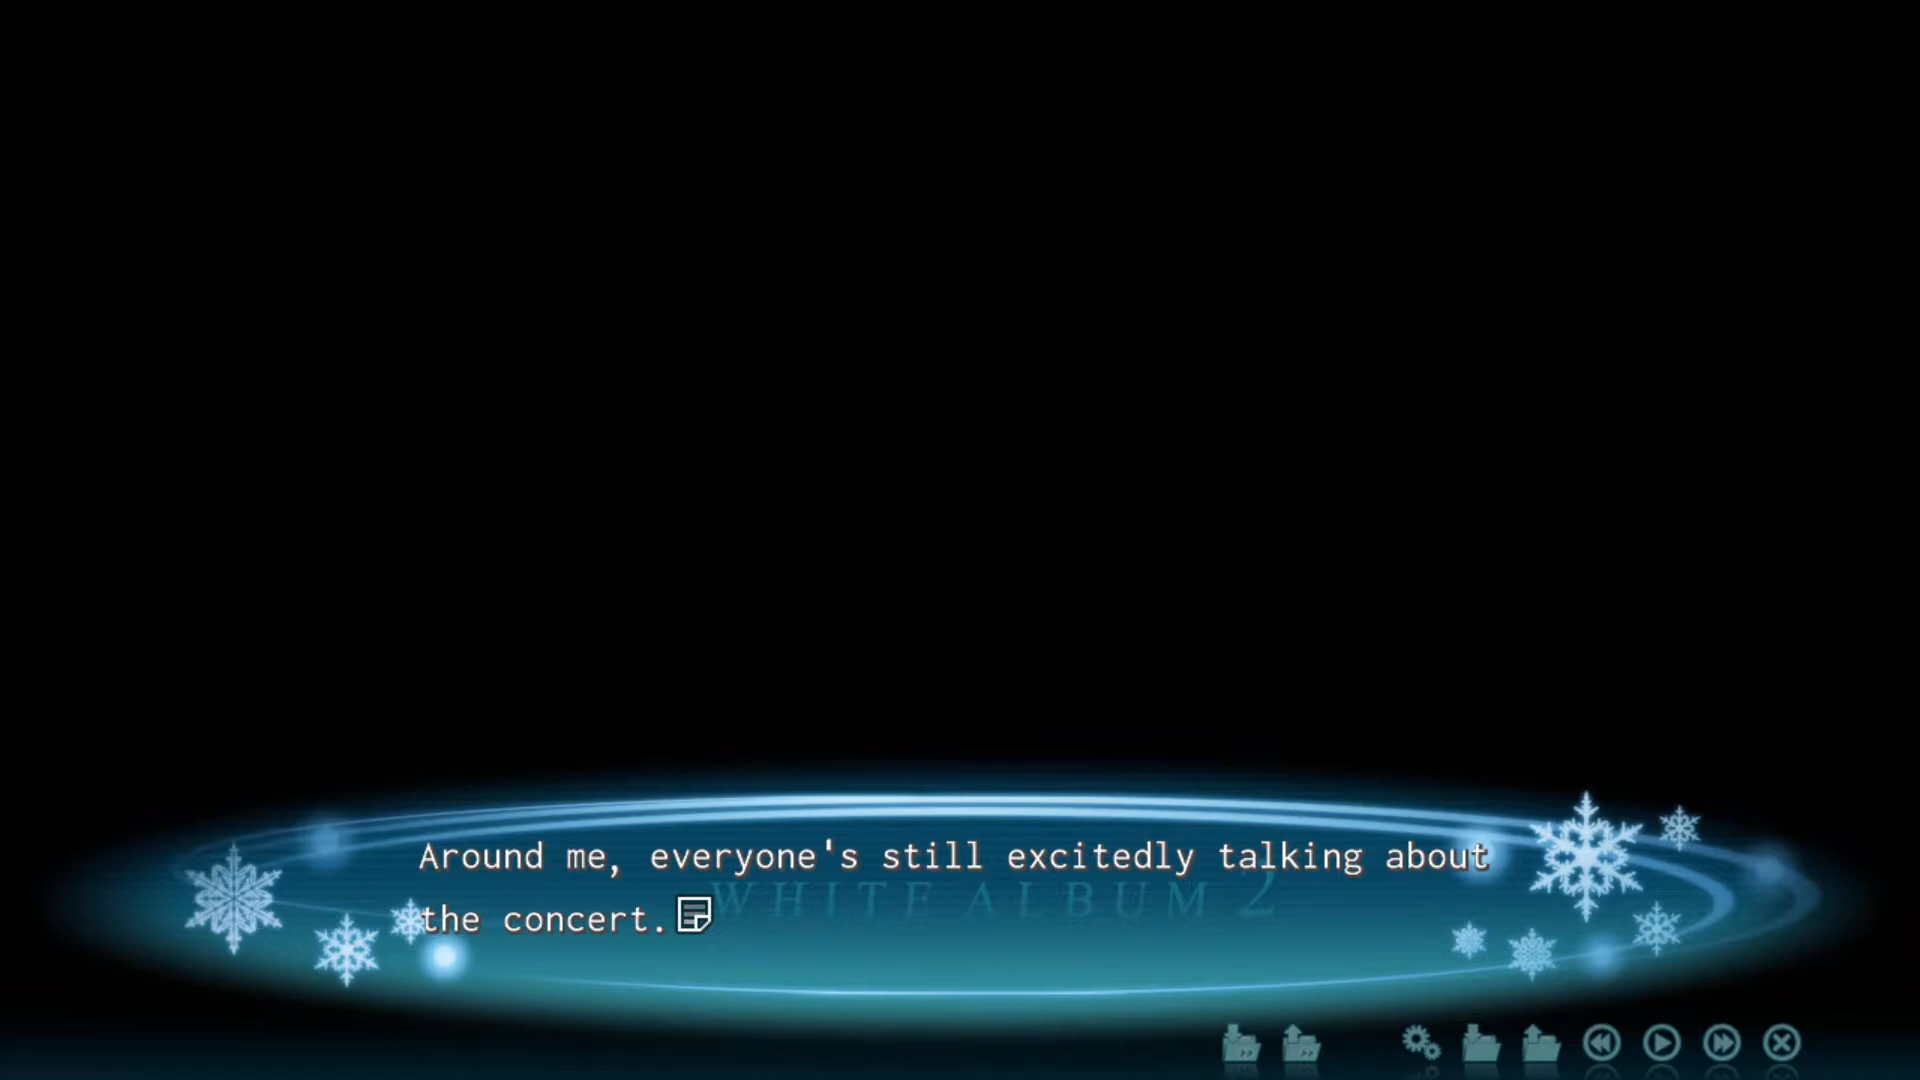 Around me, everyone's still excitedly talking about
the concert.
WHITE ALBUM 2